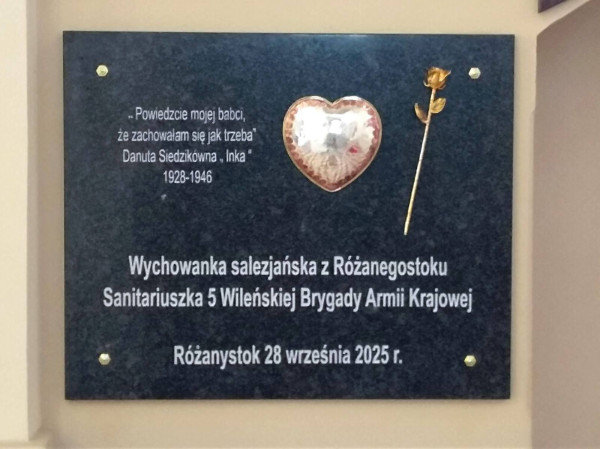 „ Powiedzcie mojej babci,
że zachowałam się jak trzeba”
Danuta Siedzikówna „ Inka “
1928-1946
Wychowanka salezjańska z Różanegostoku
Sanitariuszka 5 Wileńskiej Brygady Armii Krajowej
Różanystok 28 września 2025 r.